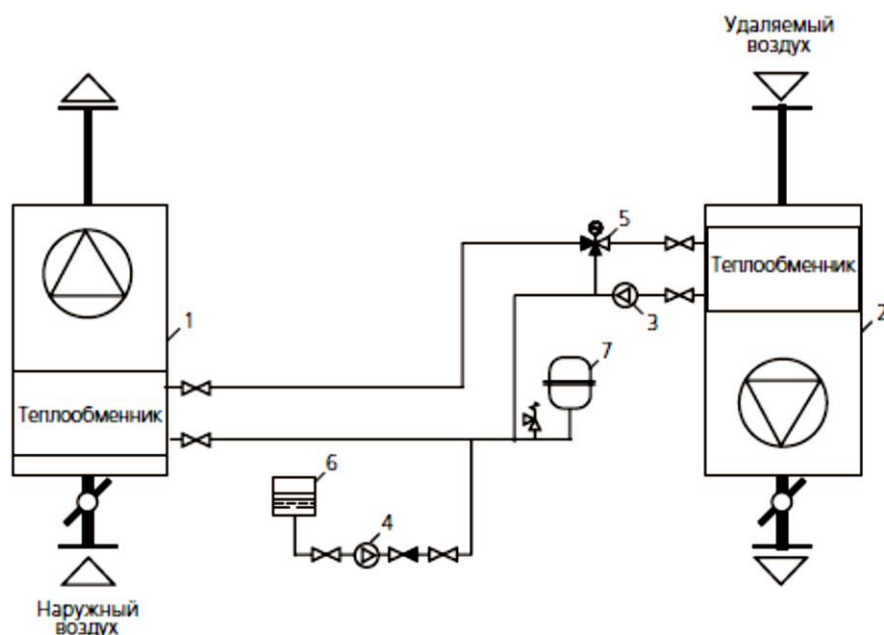 Удаляемый
воздух
5
Теплообменник
3
1
2
7
Теплообменник
6
4
Наружный
воздух